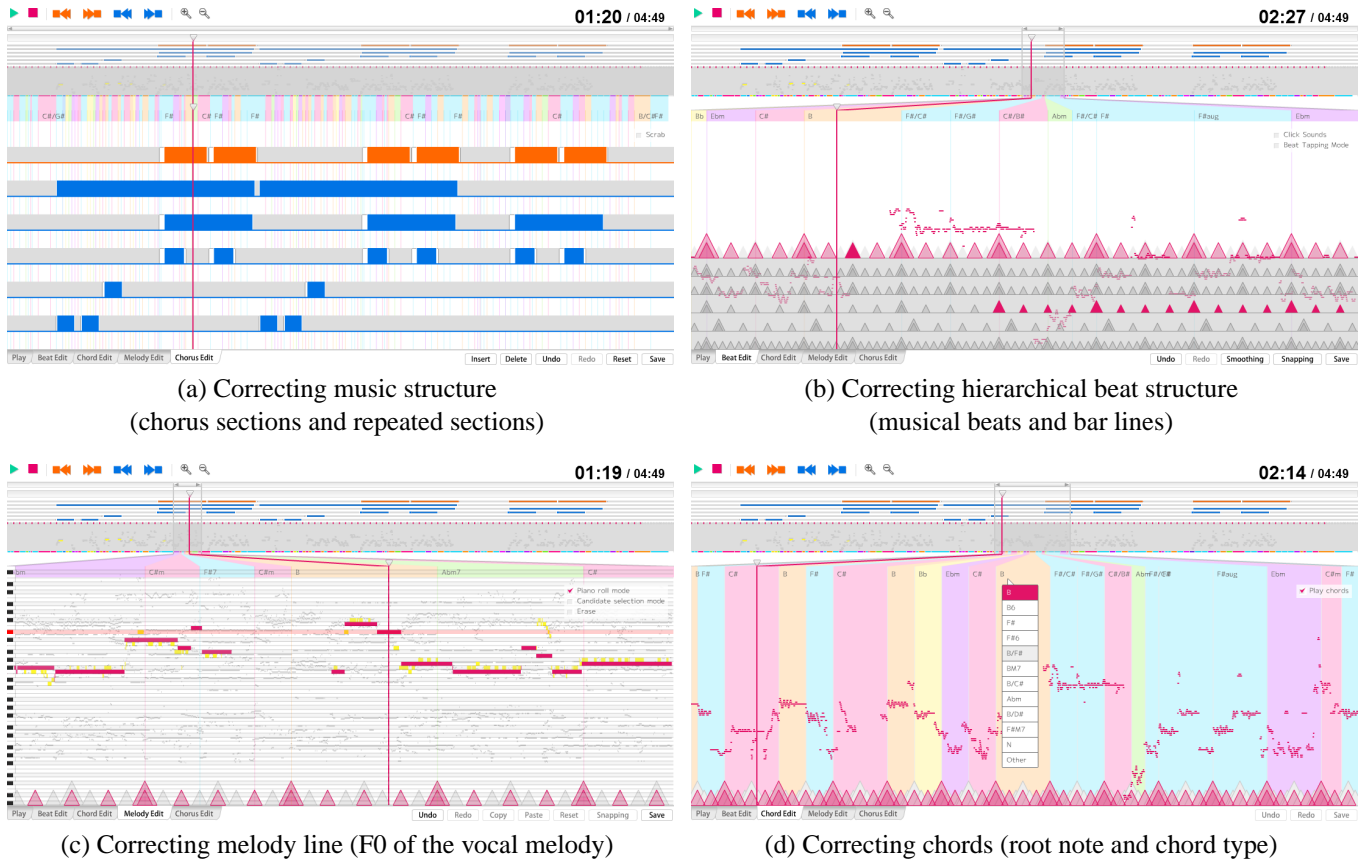 01:20 / 04:49
C#/G# F# C# F# C# F# F# C# B/C#F#
Scrab
Play Beat Edit Chord Edit Melody Edit Chorus Edit Insert Delete Undo Redo Reset Save
(a) Correcting music structure
(chorus sections and repeated sections)
02:27 / 04:49
Bb Ebm C# B F#/C# F#/G# C#/B# Abm F#/C# F# F#aug Ebm
Click Sounds
Beat Tapping Mode
Play Beat Edit Chord Edit Melody Edit Chorus Edit Undo Redo Smoothing Snapping Save
(b) Correcting hierarchical beat structure
(musical beats and bar lines)
01:19 / 04:49
bm C#m F#7 C#m B Abm7 C#
Piano roll mode
Candidate selection mode
Erase
Play Beat Edit Chord Edit Melody Edit Chorus Edit Undo Redo Copy Paste Reset Snapping Save
(c) Correcting melody line (F0 of the vocal melody)
02:14 / 04:49
B F# C# B F# C# B Bb Ebm C# B F#/C# F#/G# C#/B# Abm F#aug Ebm C#m F#
Play chords
B
B6
F#
F#6
B/F#
BM7
B/C#
Abm
B/D#
F#M7
N
Other
Play Beat Edit Chord Edit Melody Edit Chorus Edit Undo Redo Save
(d) Correcting chords (root note and chord type)